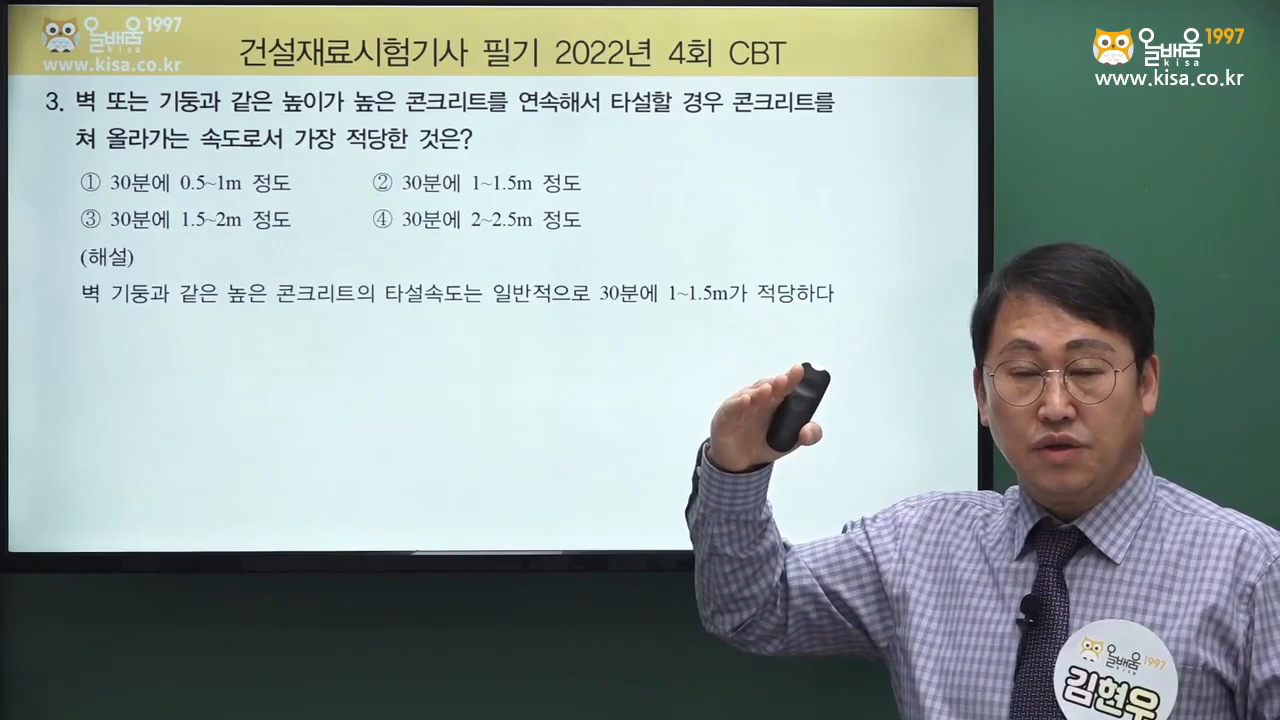 올배움 1997
kisa
www.kisa.co.kr
건설재료시험기사 필기 2022년 4회 CBT
3. 벽 또는 기둥과 같은 높이가 높은 콘크리트를 연속해서 타설할 경우 콘크리트를
쳐 올라가는 속도로서 가장 적당한 것은?
① 30분에 0.5~1m 정도 ② 30분에 1~1.5m 정도
③ 30분에 1.5~2m 정도 ④ 30분에 2~2.5m 정도
(해설)
벽 기둥과 같은 높은 콘크리트의 타설속도는 일반적으로 30분에 1~1.5m가 적당하다
올배움 1997
kisa
www.kisa.co.kr
올배움 1997
kisa
김현우